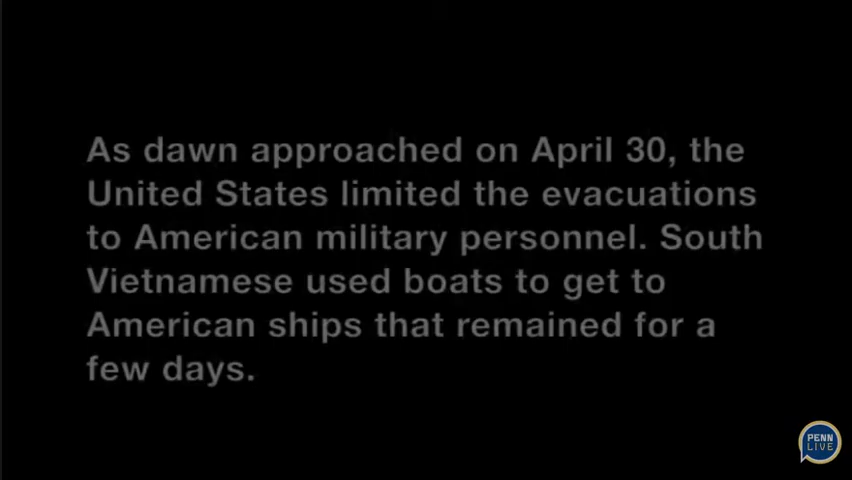 As dawn approached on April 30, the
United States limited the evacuations
to American military personnel. South
Vietnamese used boats to get to
American ships that remained for a
few days.
PENN
LIVE